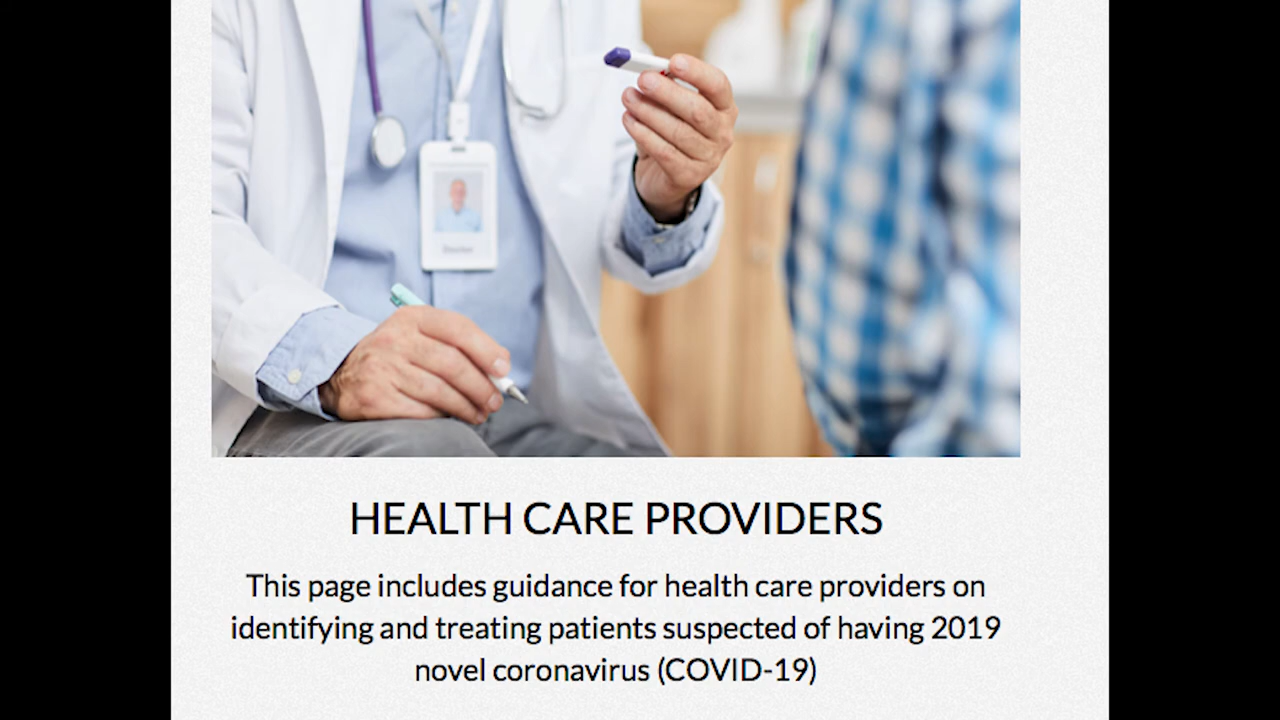 HEALTH CARE PROVIDERS
This page includes guidance for health care providers on
identifying and treating patients suspected of having 2019
novel coronavirus (COVID-19)